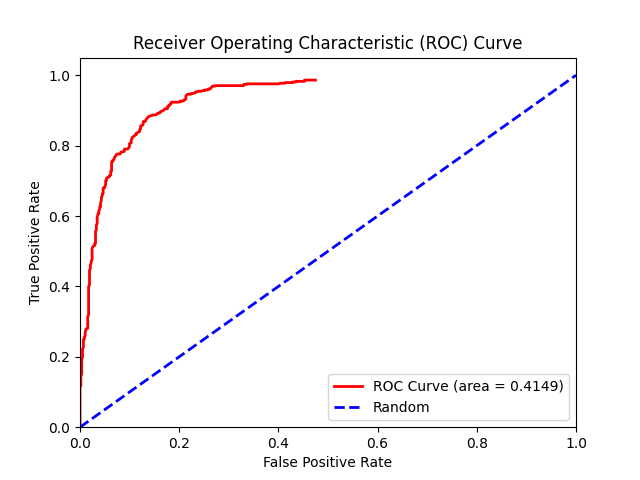 Receiver Operating Characteristic (ROC) Curve
True Positive Rate
1.0
0.8
0.6
0.4
0.2
0.0
0.0 0.2 0.4 0.6 0.8 1.0
False Positive Rate
ROC Curve (area = 0.4149)
Random